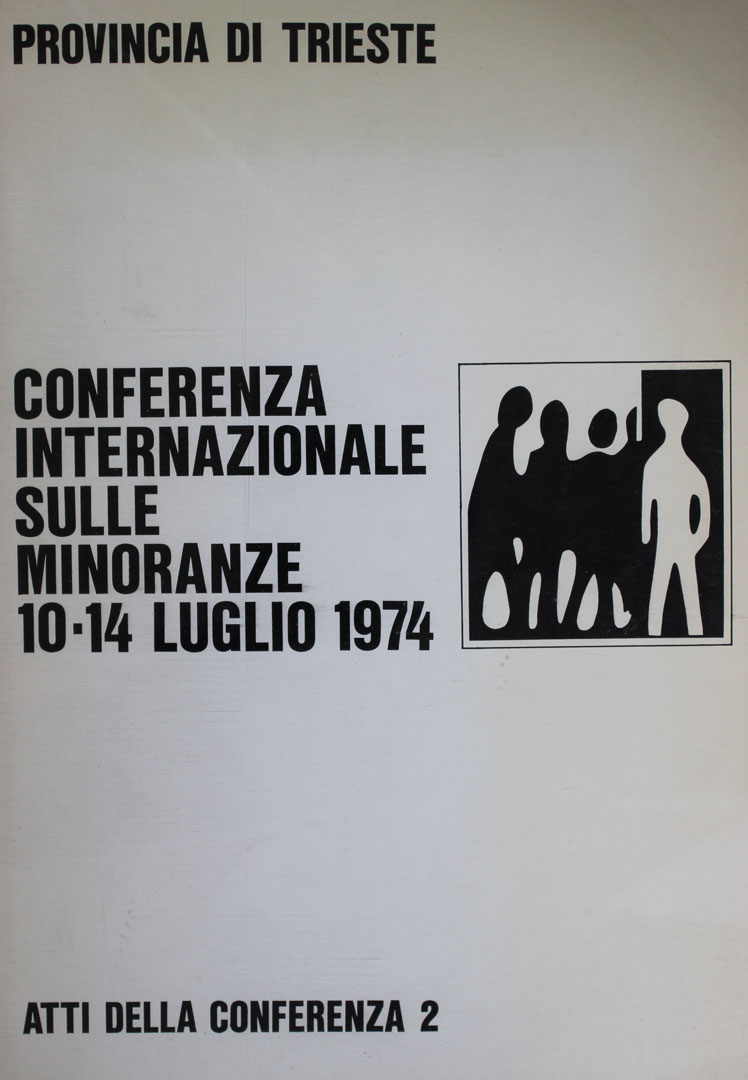 PROVINCIA DI TRIESTE
CONFERENZA
INTERNAZIONALE
SULLE
MINORANZE
10-14 LUGLIO 1974
ATTI DELLA CONFERENZA 2